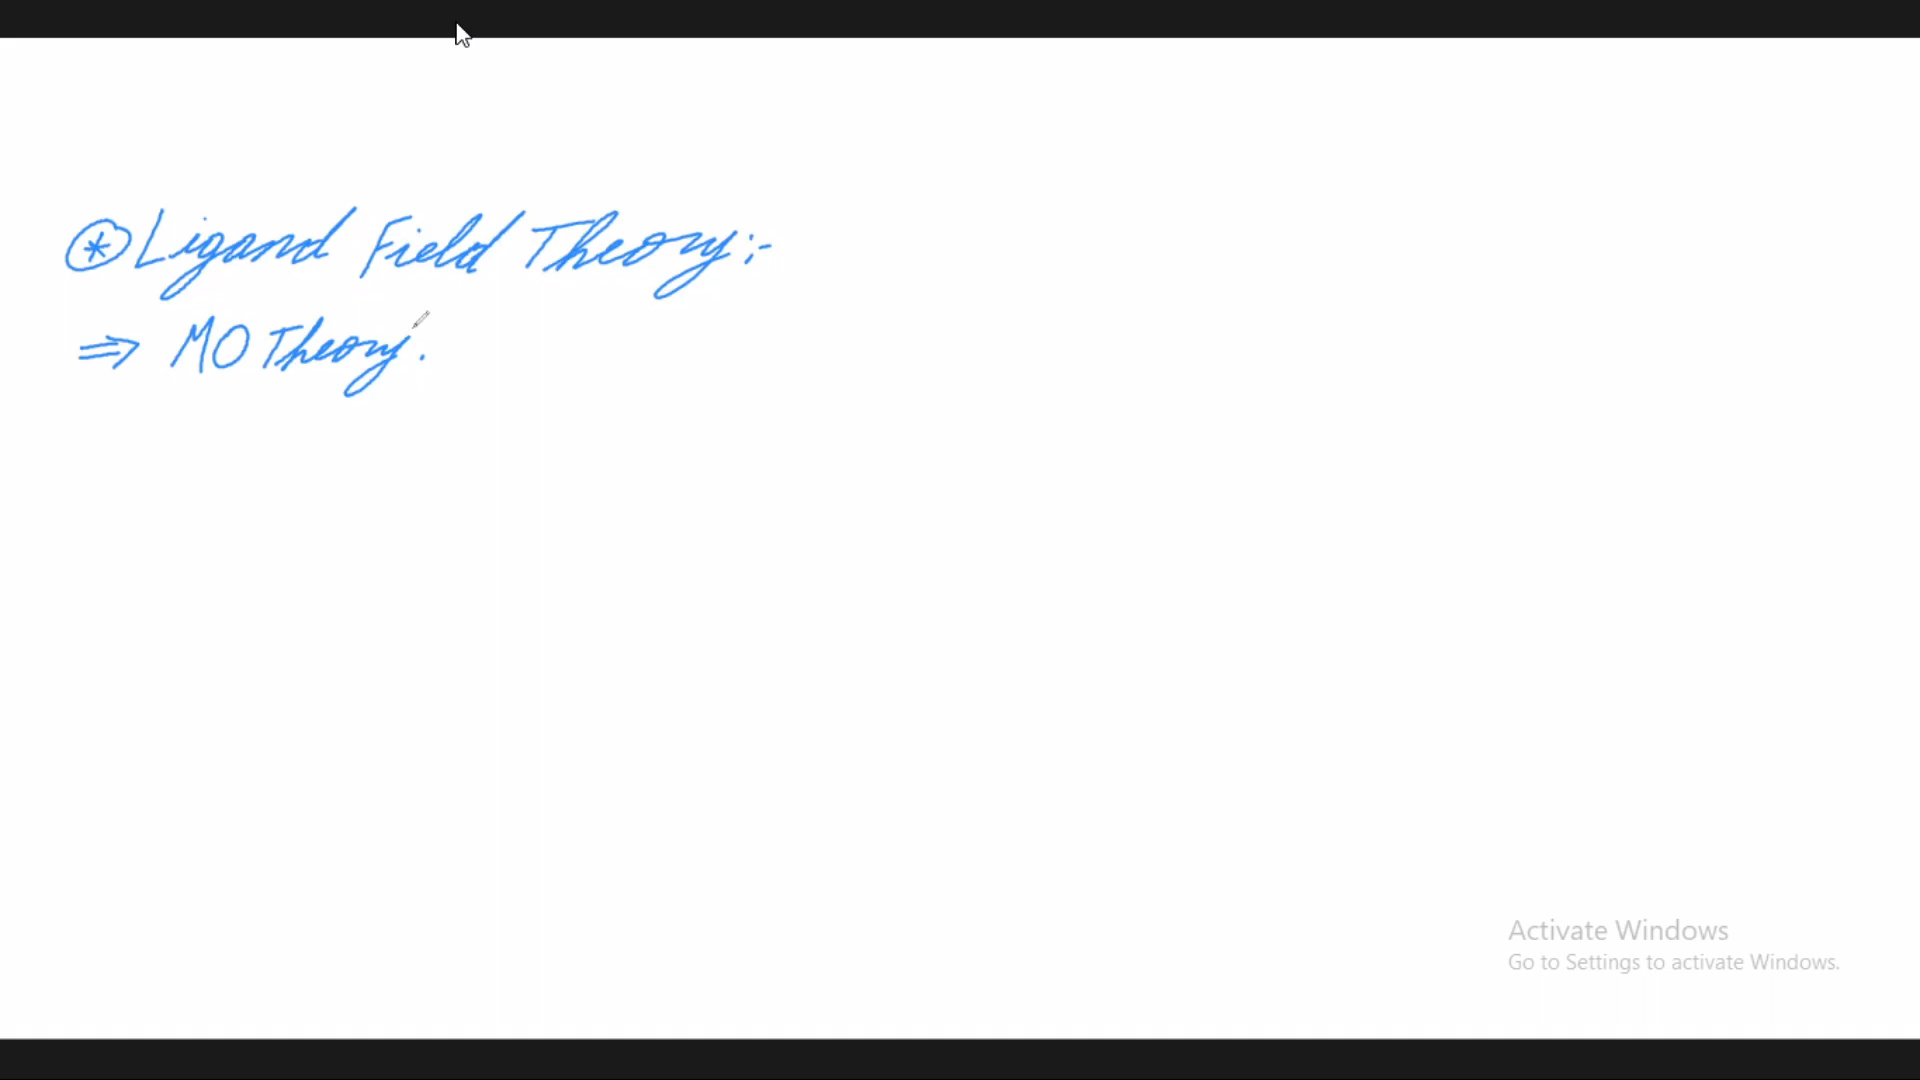 ⊛ Ligand Field Theory:-
⇒ MO Theory.
Activate Windows
Go to Settings to activate Windows.